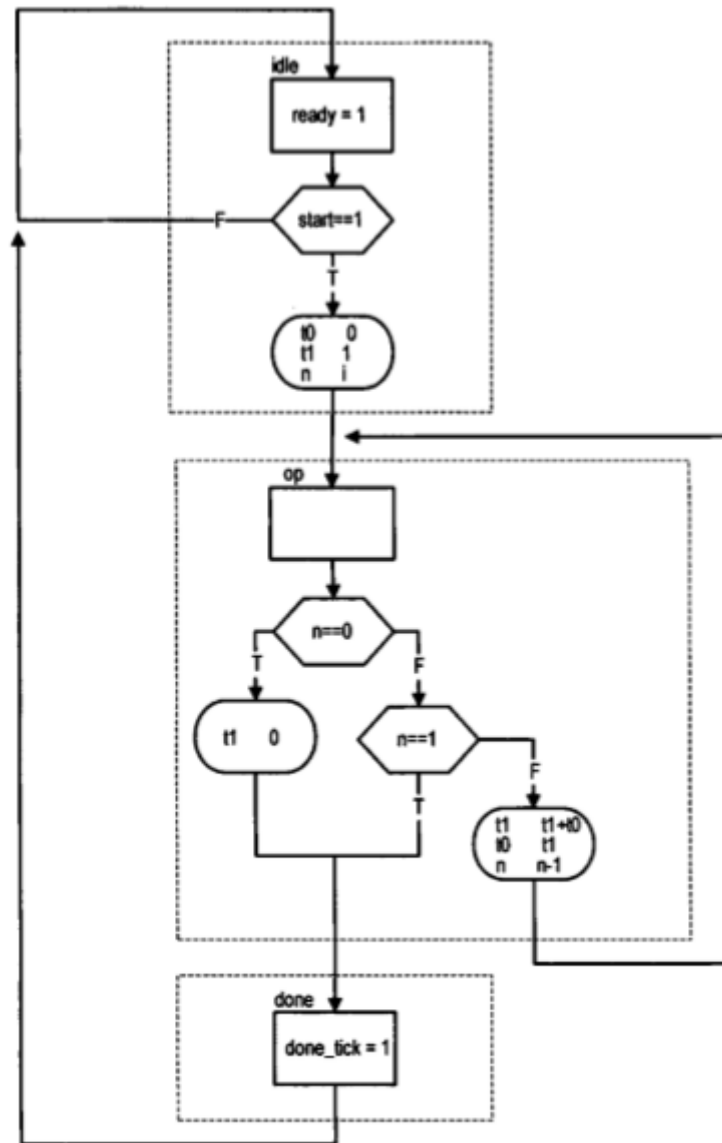 idle
ready = 1
start==1
F
T
t0 0
t1 1
n i
op
n==0
T
F
t1 0
n==1
T
F
t1 t1+t0
t0 t1
n n-1
done
done_tick = 1